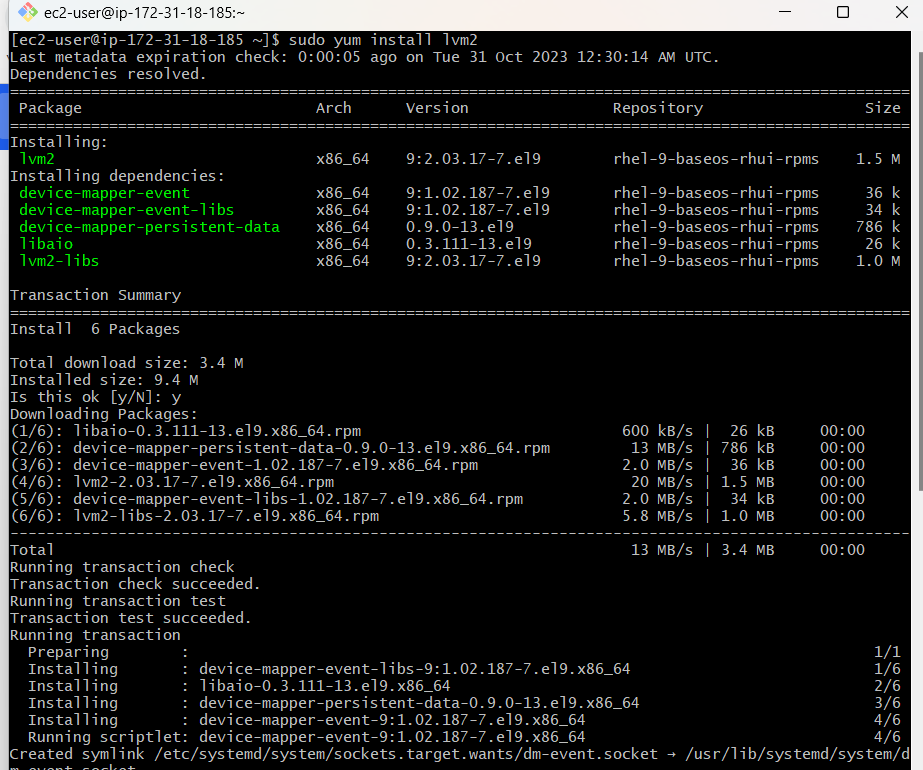 ec2-user@ip-172-31-18-185:~
[ec2-user@ip-172-31-18-185 ~]$ sudo yum install lvm2
Last metadata expiration check: 0:00:05 ago on Tue 31 Oct 2023 12:30:14 AM UTC.
Dependencies resolved.
====================================================================================================
Package Arch Version Repository Size
====================================================================================================
Installing:
lvm2 x86_64 9:2.03.17-7.el9 rhel-9-baseos-rhui-rpms 1.5 M
Installing dependencies:
device-mapper-event x86_64 9:1.02.187-7.el9 rhel-9-baseos-rhui-rpms 36 k
device-mapper-event-libs x86_64 9:1.02.187-7.el9 rhel-9-baseos-rhui-rpms 34 k
device-mapper-persistent-data x86_64 0.9.0-13.el9 rhel-9-baseos-rhui-rpms 786 k
libaio x86_64 0.3.111-13.el9 rhel-9-baseos-rhui-rpms 26 k
lvm2-libs x86_64 9:2.03.17-7.el9 rhel-9-baseos-rhui-rpms 1.0 M
Transaction Summary
====================================================================================================
Install 6 Packages
Total download size: 3.4 M
Installed size: 9.4 M
Is this ok [y/N]: y
Downloading Packages:
(1/6): libaio-0.3.111-13.el9.x86_64.rpm 600 kB/s | 26 kB 00:00
(2/6): device-mapper-persistent-data-0.9.0-13.el9.x86_64.rpm 13 MB/s | 786 kB 00:00
(3/6): device-mapper-event-1.02.187-7.el9.x86_64.rpm 2.0 MB/s | 36 kB 00:00
(4/6): lvm2-2.03.17-7.el9.x86_64.rpm 20 MB/s | 1.5 MB 00:00
(5/6): device-mapper-event-libs-1.02.187-7.el9.x86_64.rpm 2.0 MB/s | 34 kB 00:00
(6/6): lvm2-libs-2.03.17-7.el9.x86_64.rpm 5.8 MB/s | 1.0 MB 00:00
----------------------------------------------------------------------------------------------------
Total 13 MB/s | 3.4 MB 00:00
Running transaction check
Transaction check succeeded.
Running transaction test
Transaction test succeeded.
Running transaction
Preparing : 1/1
Installing : device-mapper-event-libs-9:1.02.187-7.el9.x86_64 1/6
Installing : libaio-0.3.111-13.el9.x86_64 2/6
Installing : device-mapper-persistent-data-0.9.0-13.el9.x86_64 3/6
Installing : device-mapper-event-9:1.02.187-7.el9.x86_64 4/6
Running scriptlet: device-mapper-event-9:1.02.187-7.el9.x86_64 4/6
Created symlink /etc/systemd/system/sockets.target.wants/dm-event.socket → /usr/lib/systemd/system/d
m-event.socket.